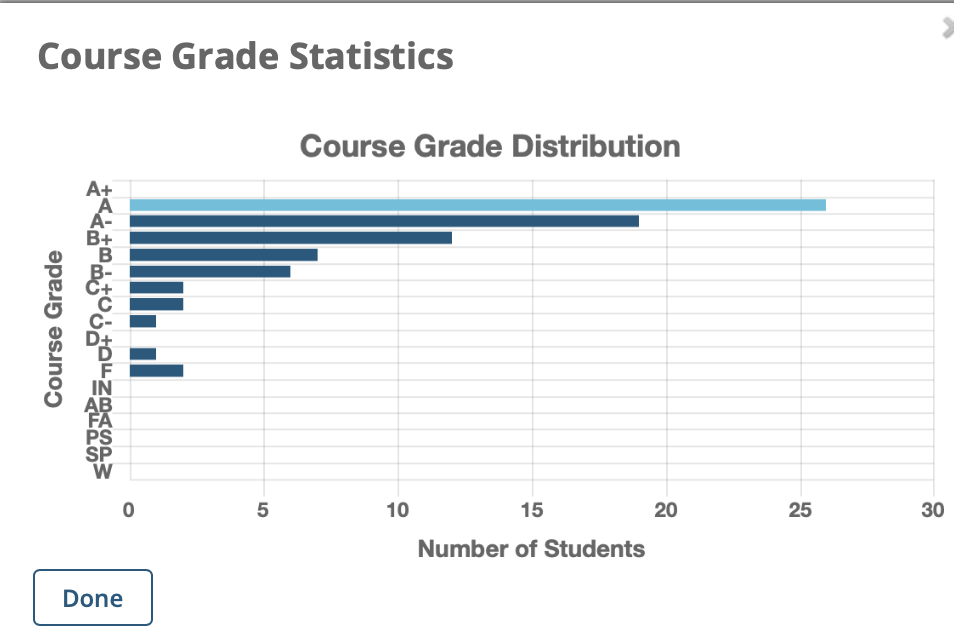 Course Grade Statistics
Course Grade Distribution
Course Grade
A+
A
A-
B+
B
B-
C+
C
C-
D+
D
F
IN
AB
FA
PS
SP
W
0 5 10 15 20 25 30
Number of Students
Done